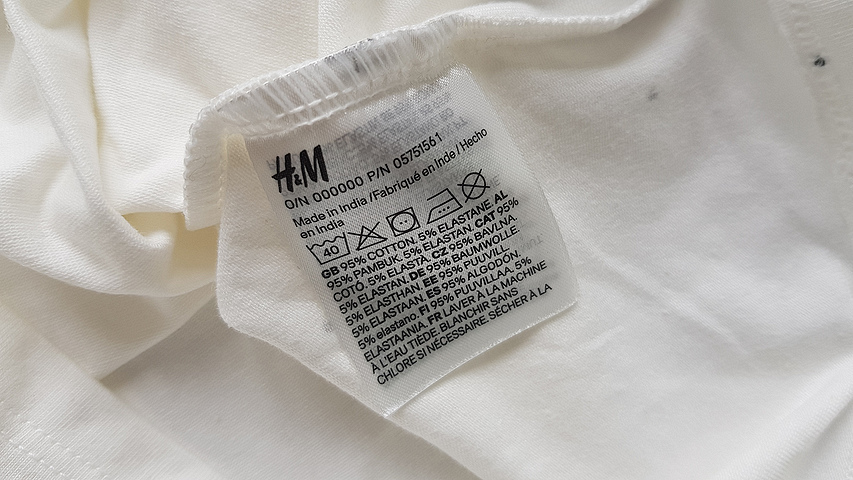 H&M
O/N 000000 P/N 05751561
Made in India / Fabriqué en Inde / Hecho
en India
40
GB 95% COTTON. 5% ELASTANE. AL
95% PAMBUK. 5% ELASTAN. CAT 95%
COTÓ. 5% ELASTÀ. CZ 95% BAVLNA.
5% ELASTAN. DE 95% BAUMWOLLE.
5% ELASTHAN. EE 95% PUUVILL.
5% ELASTAAN. ES 95% ALGODÓN.
5% elastano. FI 95% PUUVILLAA. 5%
ELASTAANIA. FR LAVER À LA MACHINE
À L'EAU TIÈDE. BLANCHIR SANS
CHLORE SI NÉCESSAIRE. SÉCHER À LA